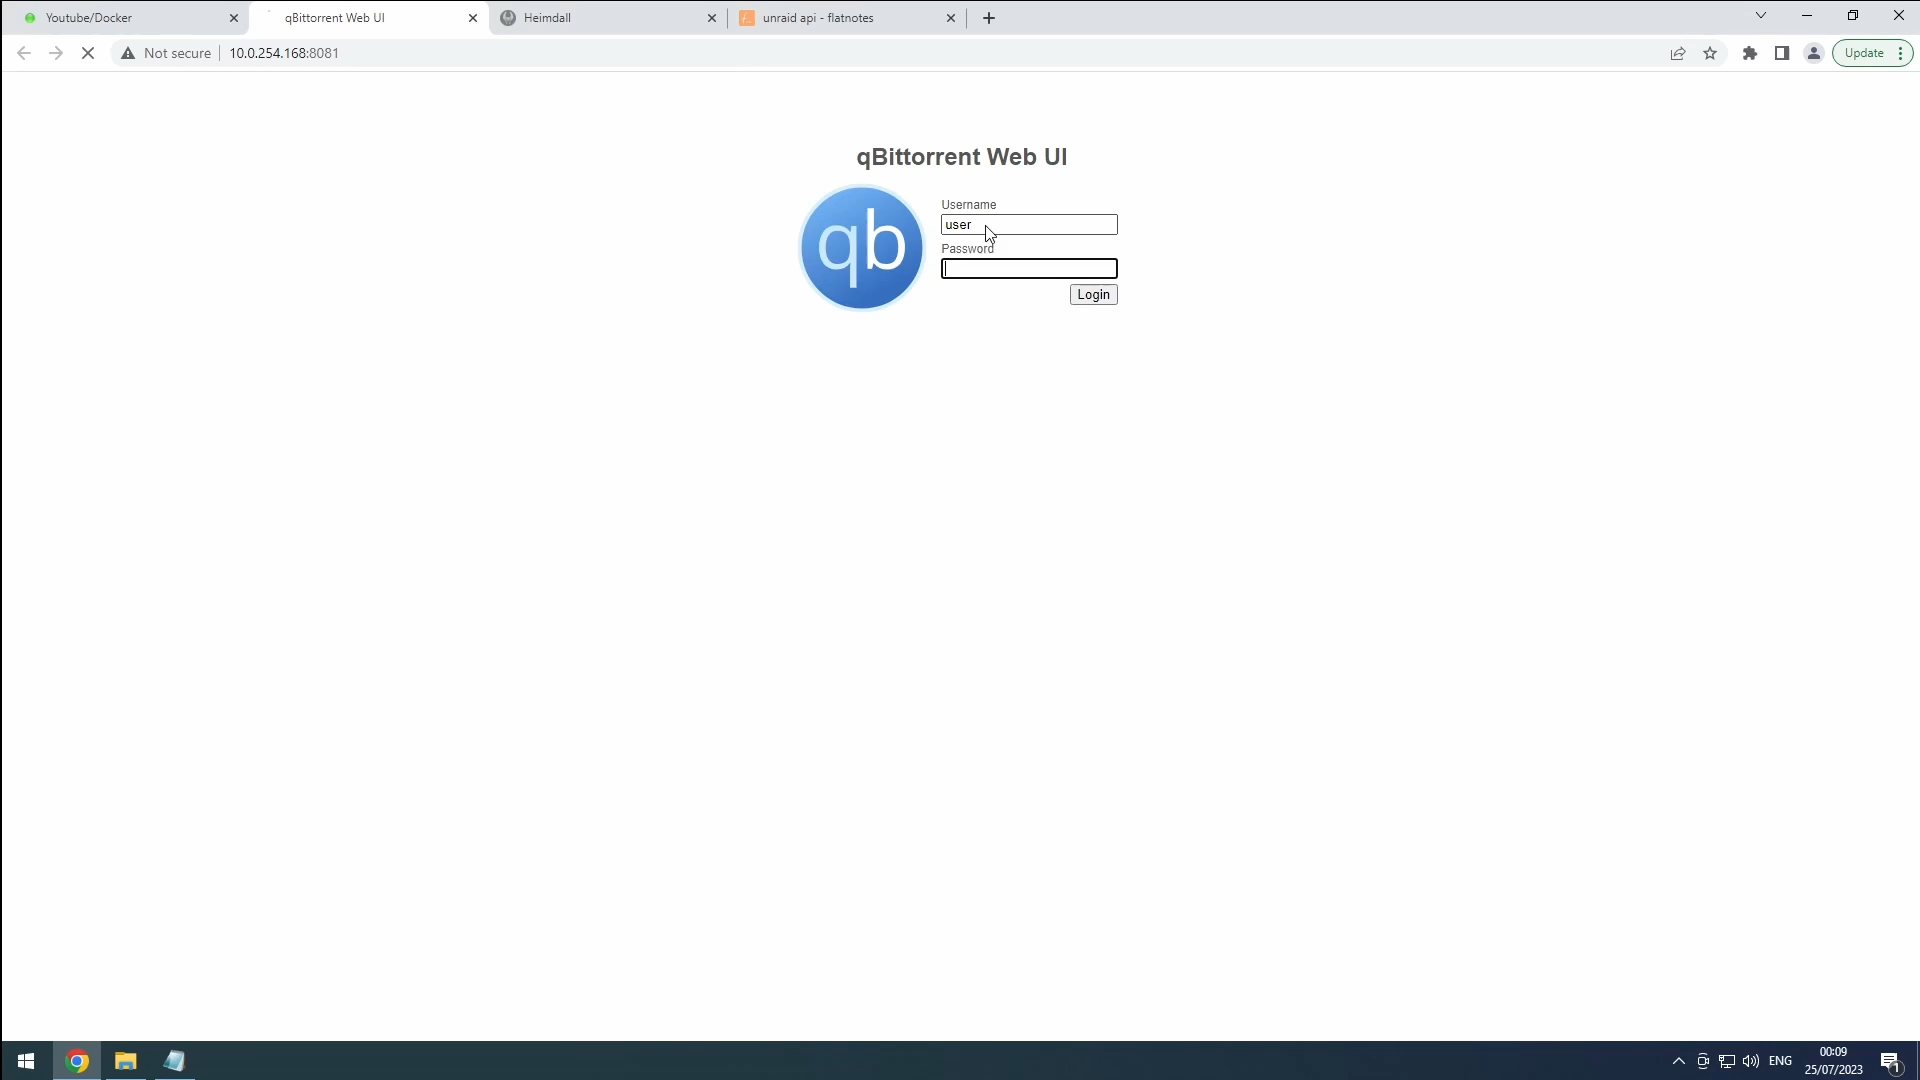 Youtube/Docker
qBittorrent Web UI
Heimdall
unraid api - flatnotes
Not secure
10.0.254.168:8081
Update
qBittorrent Web UI
qb
Username
user
Password
Login
ENG
00:09
25/07/2023
1